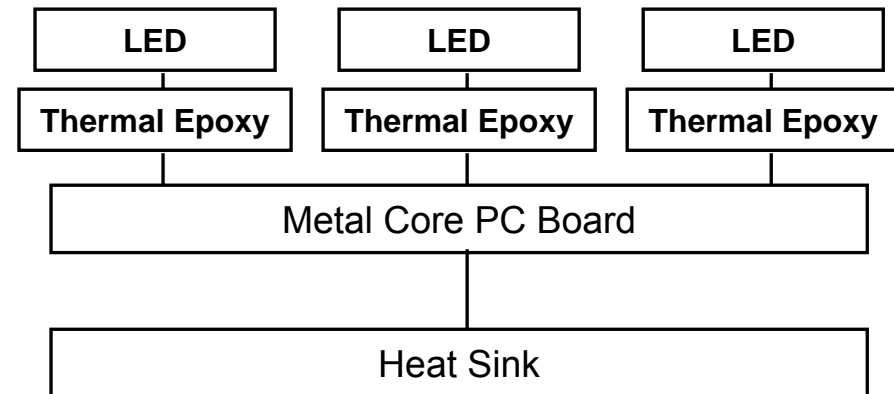 LED LED LED
Thermal Epoxy Thermal Epoxy Thermal Epoxy
Metal Core PC Board
Heat Sink